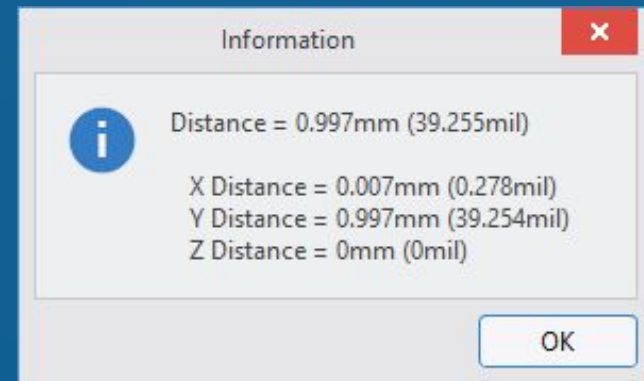 Information
Distance = 0.997mm (39.255mil)
X Distance = 0.007mm (0.278mil)
Y Distance = 0.997mm (39.254mil)
Z Distance = 0mm (0mil)
OK